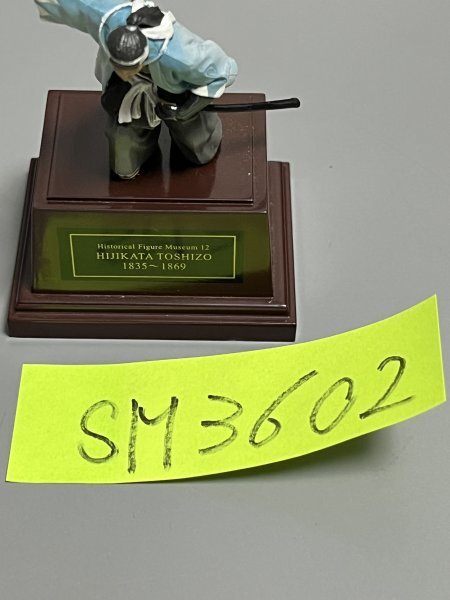 Historical Figure Museum 12
HIJIKATA TOSHIZO
1835~1869
SM3602